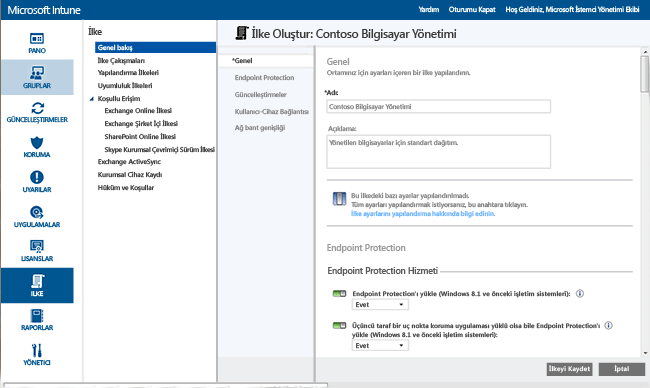 Microsoft Intune
Yardım
Oturumu Kapat
Hoş Geldiniz, Microsoft İstemci Yönetimi Ekibi
PANO
GRUPLAR
GÜNCELLEŞTİRMELER
KORUMA
UYARILAR
UYGULAMALAR
LİSANSLAR
İLKE
RAPORLAR
YÖNETİCİ
İlke
Genel bakış
İlke Çakışmaları
Yapılandırma İlkeleri
Uyumluluk İlkeleri
Koşullu Erişim
Exchange Online İlkesi
Exchange Şirket İçi İlkesi
SharePoint Online İlkesi
Skype Kurumsal Çevrimiçi Sürüm İlkesi
Exchange ActiveSync
Kurumsal Cihaz Kaydı
Hüküm ve Koşullar
İlke Oluştur: Contoso Bilgisayar Yönetimi
*Genel
Endpoint Protection
Güncelleştirmeler
Kullanıcı-Cihaz Bağlantısı
Ağ bant genişliği
Genel
Ortamınız için ayarları içeren bir ilke yapılandırın.
*Adı:
Contoso Bilgisayar Yönetimi
Açıklama:
Yönetilen bilgisayarlar için standart dağıtım.
Bu ilkedeki bazı ayarlar yapılandırılmadı.
Tüm ayarları yapılandırmak istiyorsanız, bu anahtara tıklayın.
İlke ayarlarını yapılandırma hakkında bilgi edinin.
Endpoint Protection
Endpoint Protection Hizmeti
Endpoint Protection'ı yükle (Windows 8.1 ve önceki işletim sistemleri):
Evet
Üçüncü taraf bir uç nokta koruma uygulaması yüklü olsa bile Endpoint Protection'ı
yükle (Windows 8.1 ve önceki işletim sistemleri):
Evet
İlkeyi Kaydet
İptal